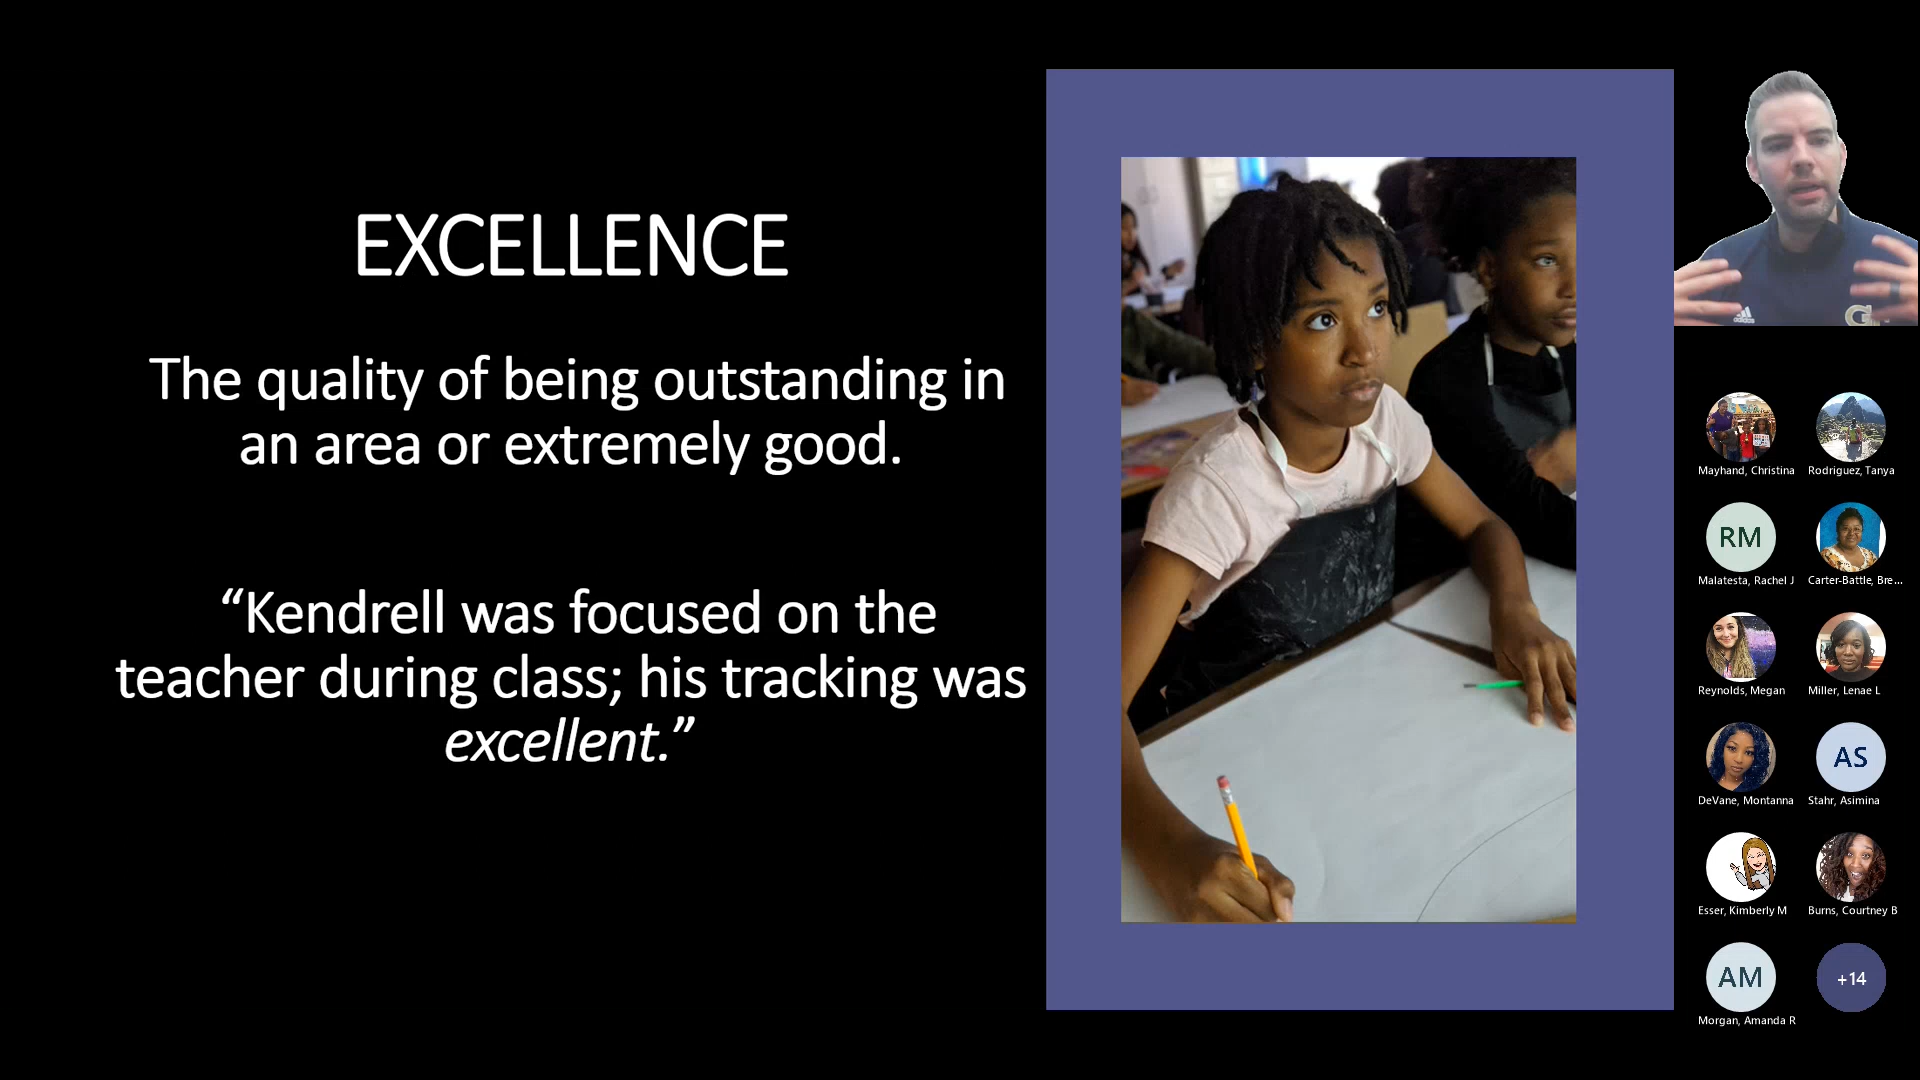 EXCELLENCE
The quality of being outstanding in
an area or extremely good.
“Kendrell was focused on the
teacher during class; his tracking was
excellent.”
adidas
Mayhand, Christina
Rodriguez, Tanya
RM
Malatesta, Rachel J
Carter-Battle, Bre...
Reynolds, Megan
Miller, Lenae L
DeVane, Montanna
AS
Stahr, Asimina
Esser, Kimberly M
Burns, Courtney B
AM
Morgan, Amanda R
+14